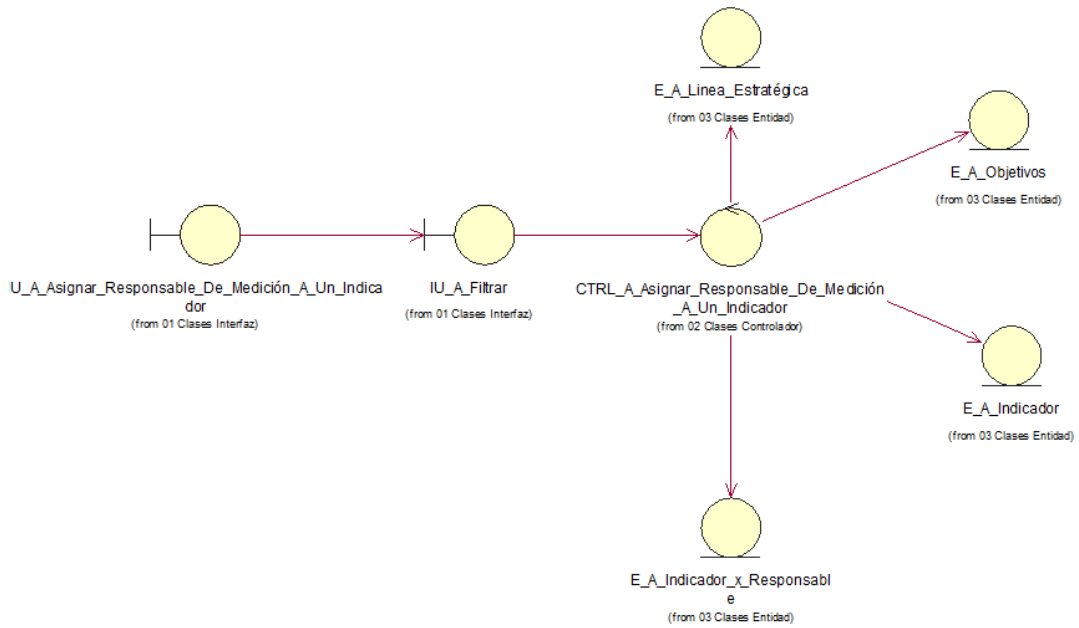 E_A_Linea_Estratégica
(from 03 Clases Entidad)
E_A_Objetivos
(from 03 Clases Entidad)
U_A_Asignar_Responsable_De_Medición_A_Un_Indica
dor
(from 01 Clases Interfaz)
IU_A_Filtrar
(from 01 Clases Interfaz)
CTRL_A_Asignar_Responsable_De_Medición
_A_Un_Indicador
(from 02 Clases Controlador)
E_A_Indicador
(from 03 Clases Entidad)
E_A_Indicador_x_Responsabl
e
(from 03 Clases Entidad)